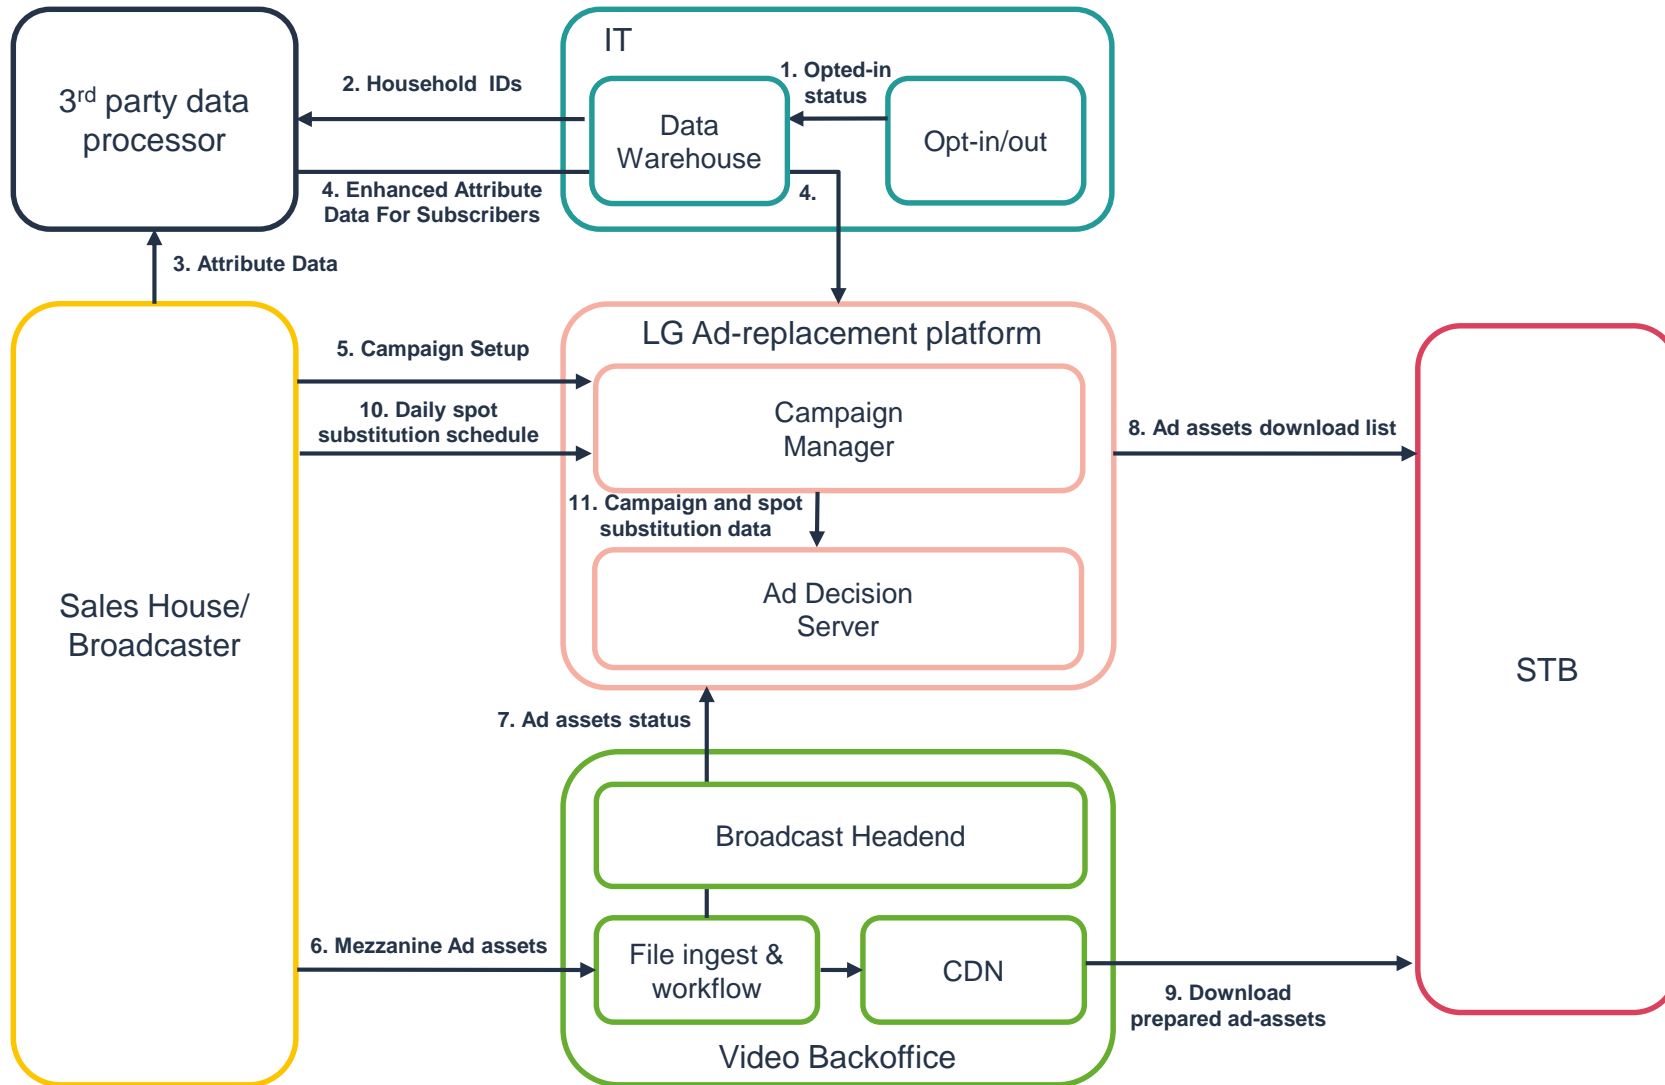 IT
1. Opted-in
status
2. Household  IDs
3rd party data
processor
Data
Warehouse
Opt-in/out
4. Enhanced Attribute
Data For Subscribers
4.
3. Attribute Data
LG Ad-replacement platform
5. Campaign Setup
10. Daily spot
substitution schedule
Campaign
Manager
8. Ad assets download list
11. Campaign and spot
substitution data
Sales House/
Broadcaster
Ad Decision
Server
STB
7. Ad assets status
Broadcast Headend
6. Mezzanine Ad assets
File ingest &
workflow
CDN
9. Download
prepared ad-assets
Video Backoffice